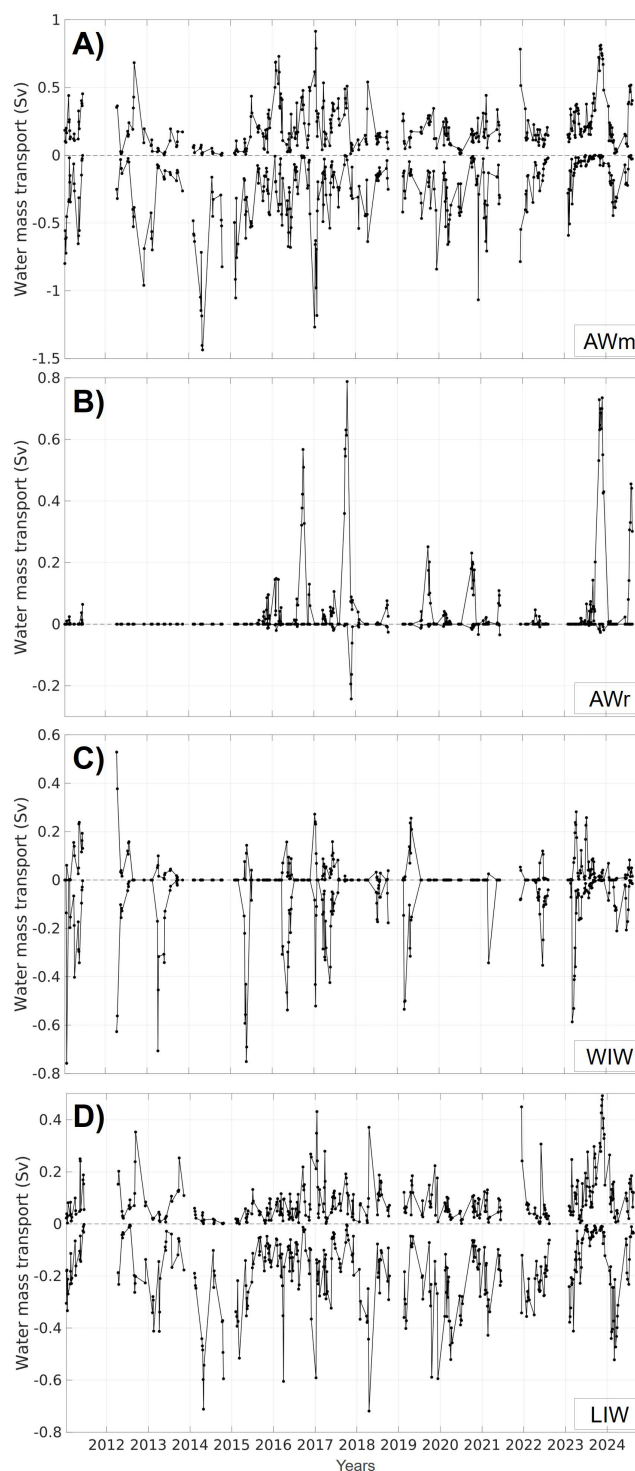 A)
Water mass transport (Sv)
1
0.5
0
-0.5
-1
-1.5
AWm
B)
Water mass transport (Sv)
0.8
0.6
0.4
0.2
0
-0.2
AWr
C)
Water mass transport (Sv)
0.6
0.4
0.2
0
-0.2
-0.4
-0.6
-0.8
WIW
D)
Water mass transport (Sv)
0.4
0.2
0
-0.2
-0.4
-0.6
-0.8
LIW
2012 2013 2014 2015 2016 2017 2018 2019 2020 2021 2022 2023 2024
Years